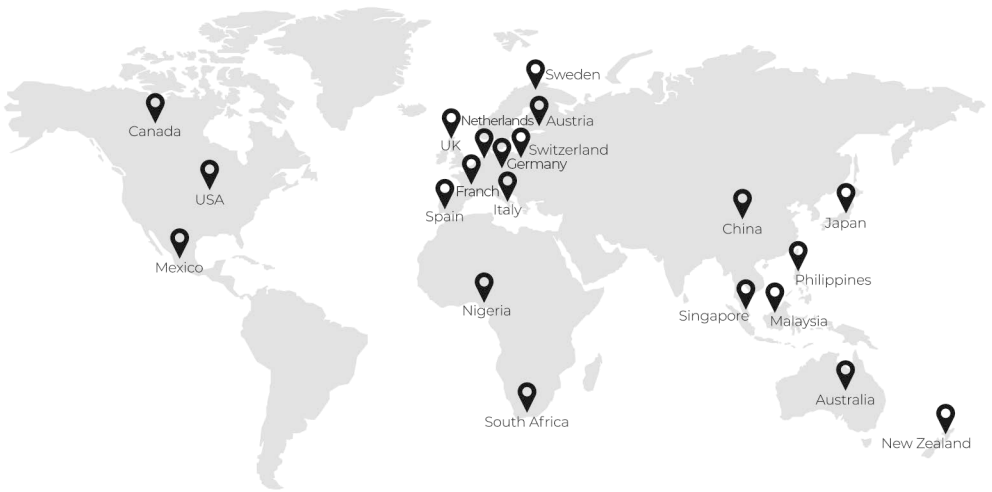 Sweden
Canada
Netherlands
Austria
UK
Switzerland
Germany
Franch
USA
Italy
Spain
Japan
China
Mexico
Philippines
Nigeria
Singapore
Malaysia
Australia
South Africa
New Zealand